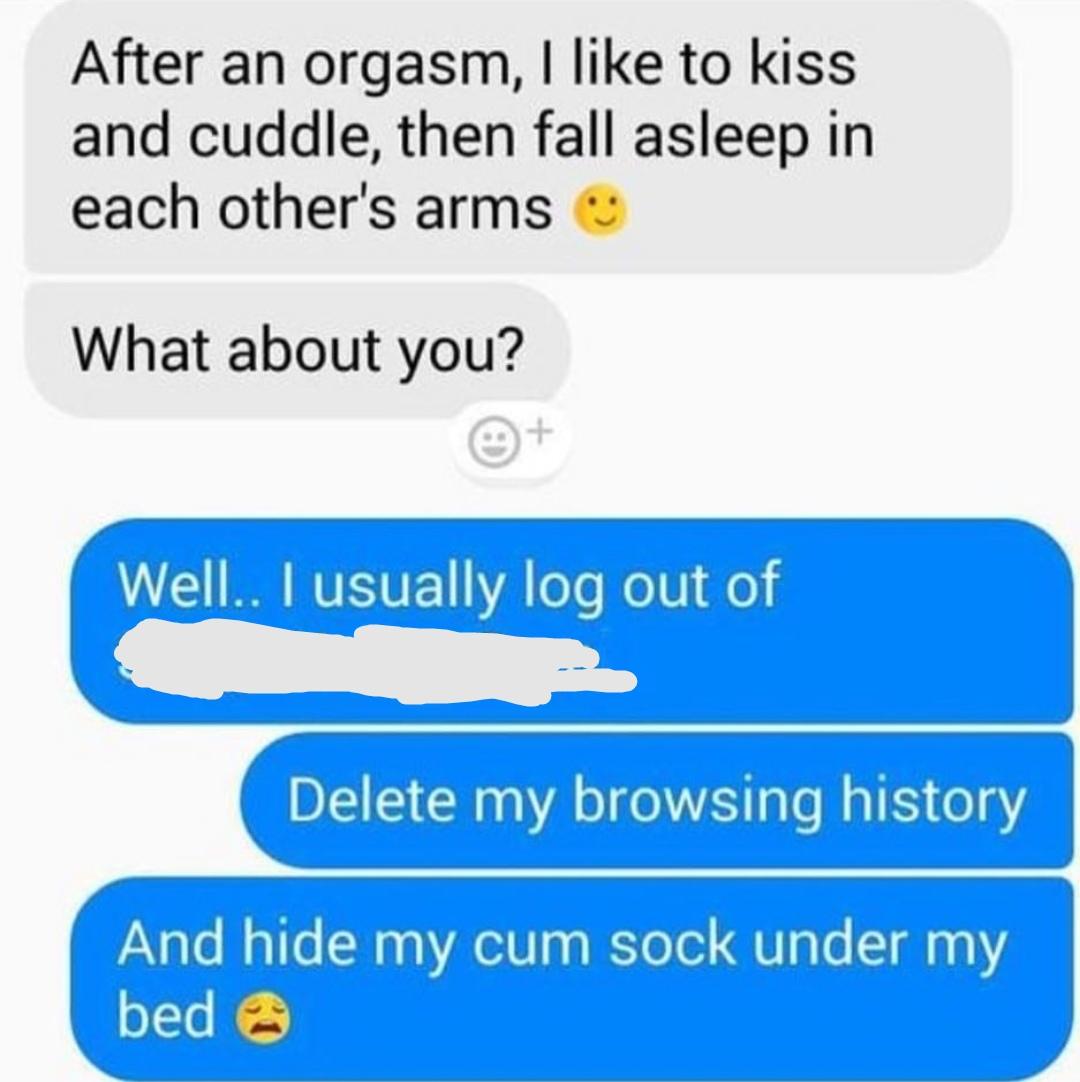 After an orgasm, I like to kiss
and cuddle, then fall asleep in
each other's arms 🙂
What about you?
Well.. I usually log out of
Delete my browsing history
And hide my cum sock under my
bed 😩